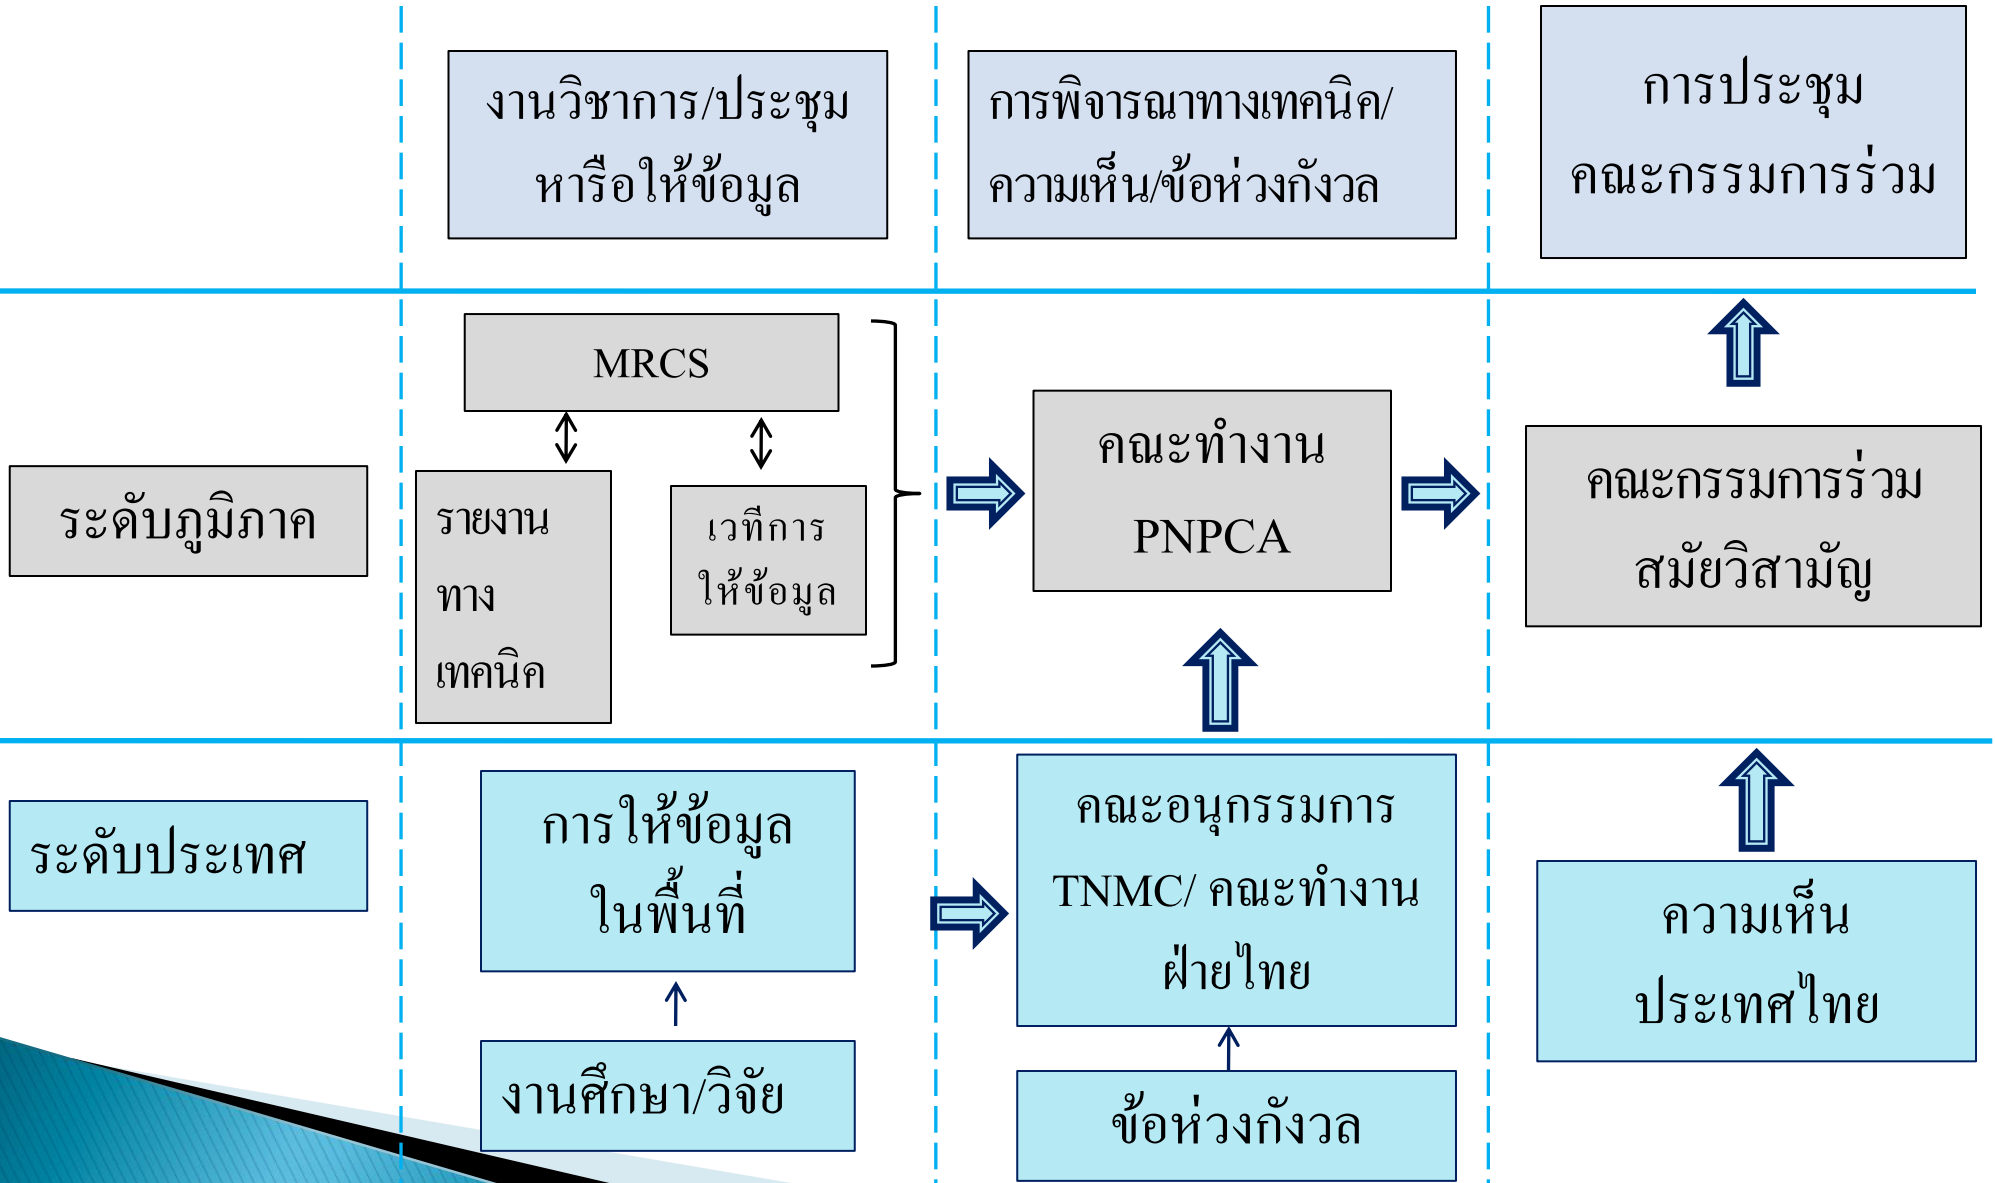 งานวิชาการ/ประชุม
หารือให้ข้อมูล
การพิจารณาทางเทคนิค/
ความเห็น/ข้อห่วงกังวล
การประชุม
คณะกรรมการร่วม
ระดับภูมิภาค
MRCS
รายงาน
ทาง
เทคนิค
เวทีการ
ให้ข้อมูล
คณะทำงาน
PNPCA
คณะกรรมการร่วม
สมัยวิสามัญ
ระดับประเทศ
การให้ข้อมูล
ในพื้นที่
งานศึกษา/วิจัย
คณะอนุกรรมการ
TNMC/ คณะทำงาน
ฝ่ายไทย
ข้อห่วงกังวล
ความเห็น
ประเทศไทย